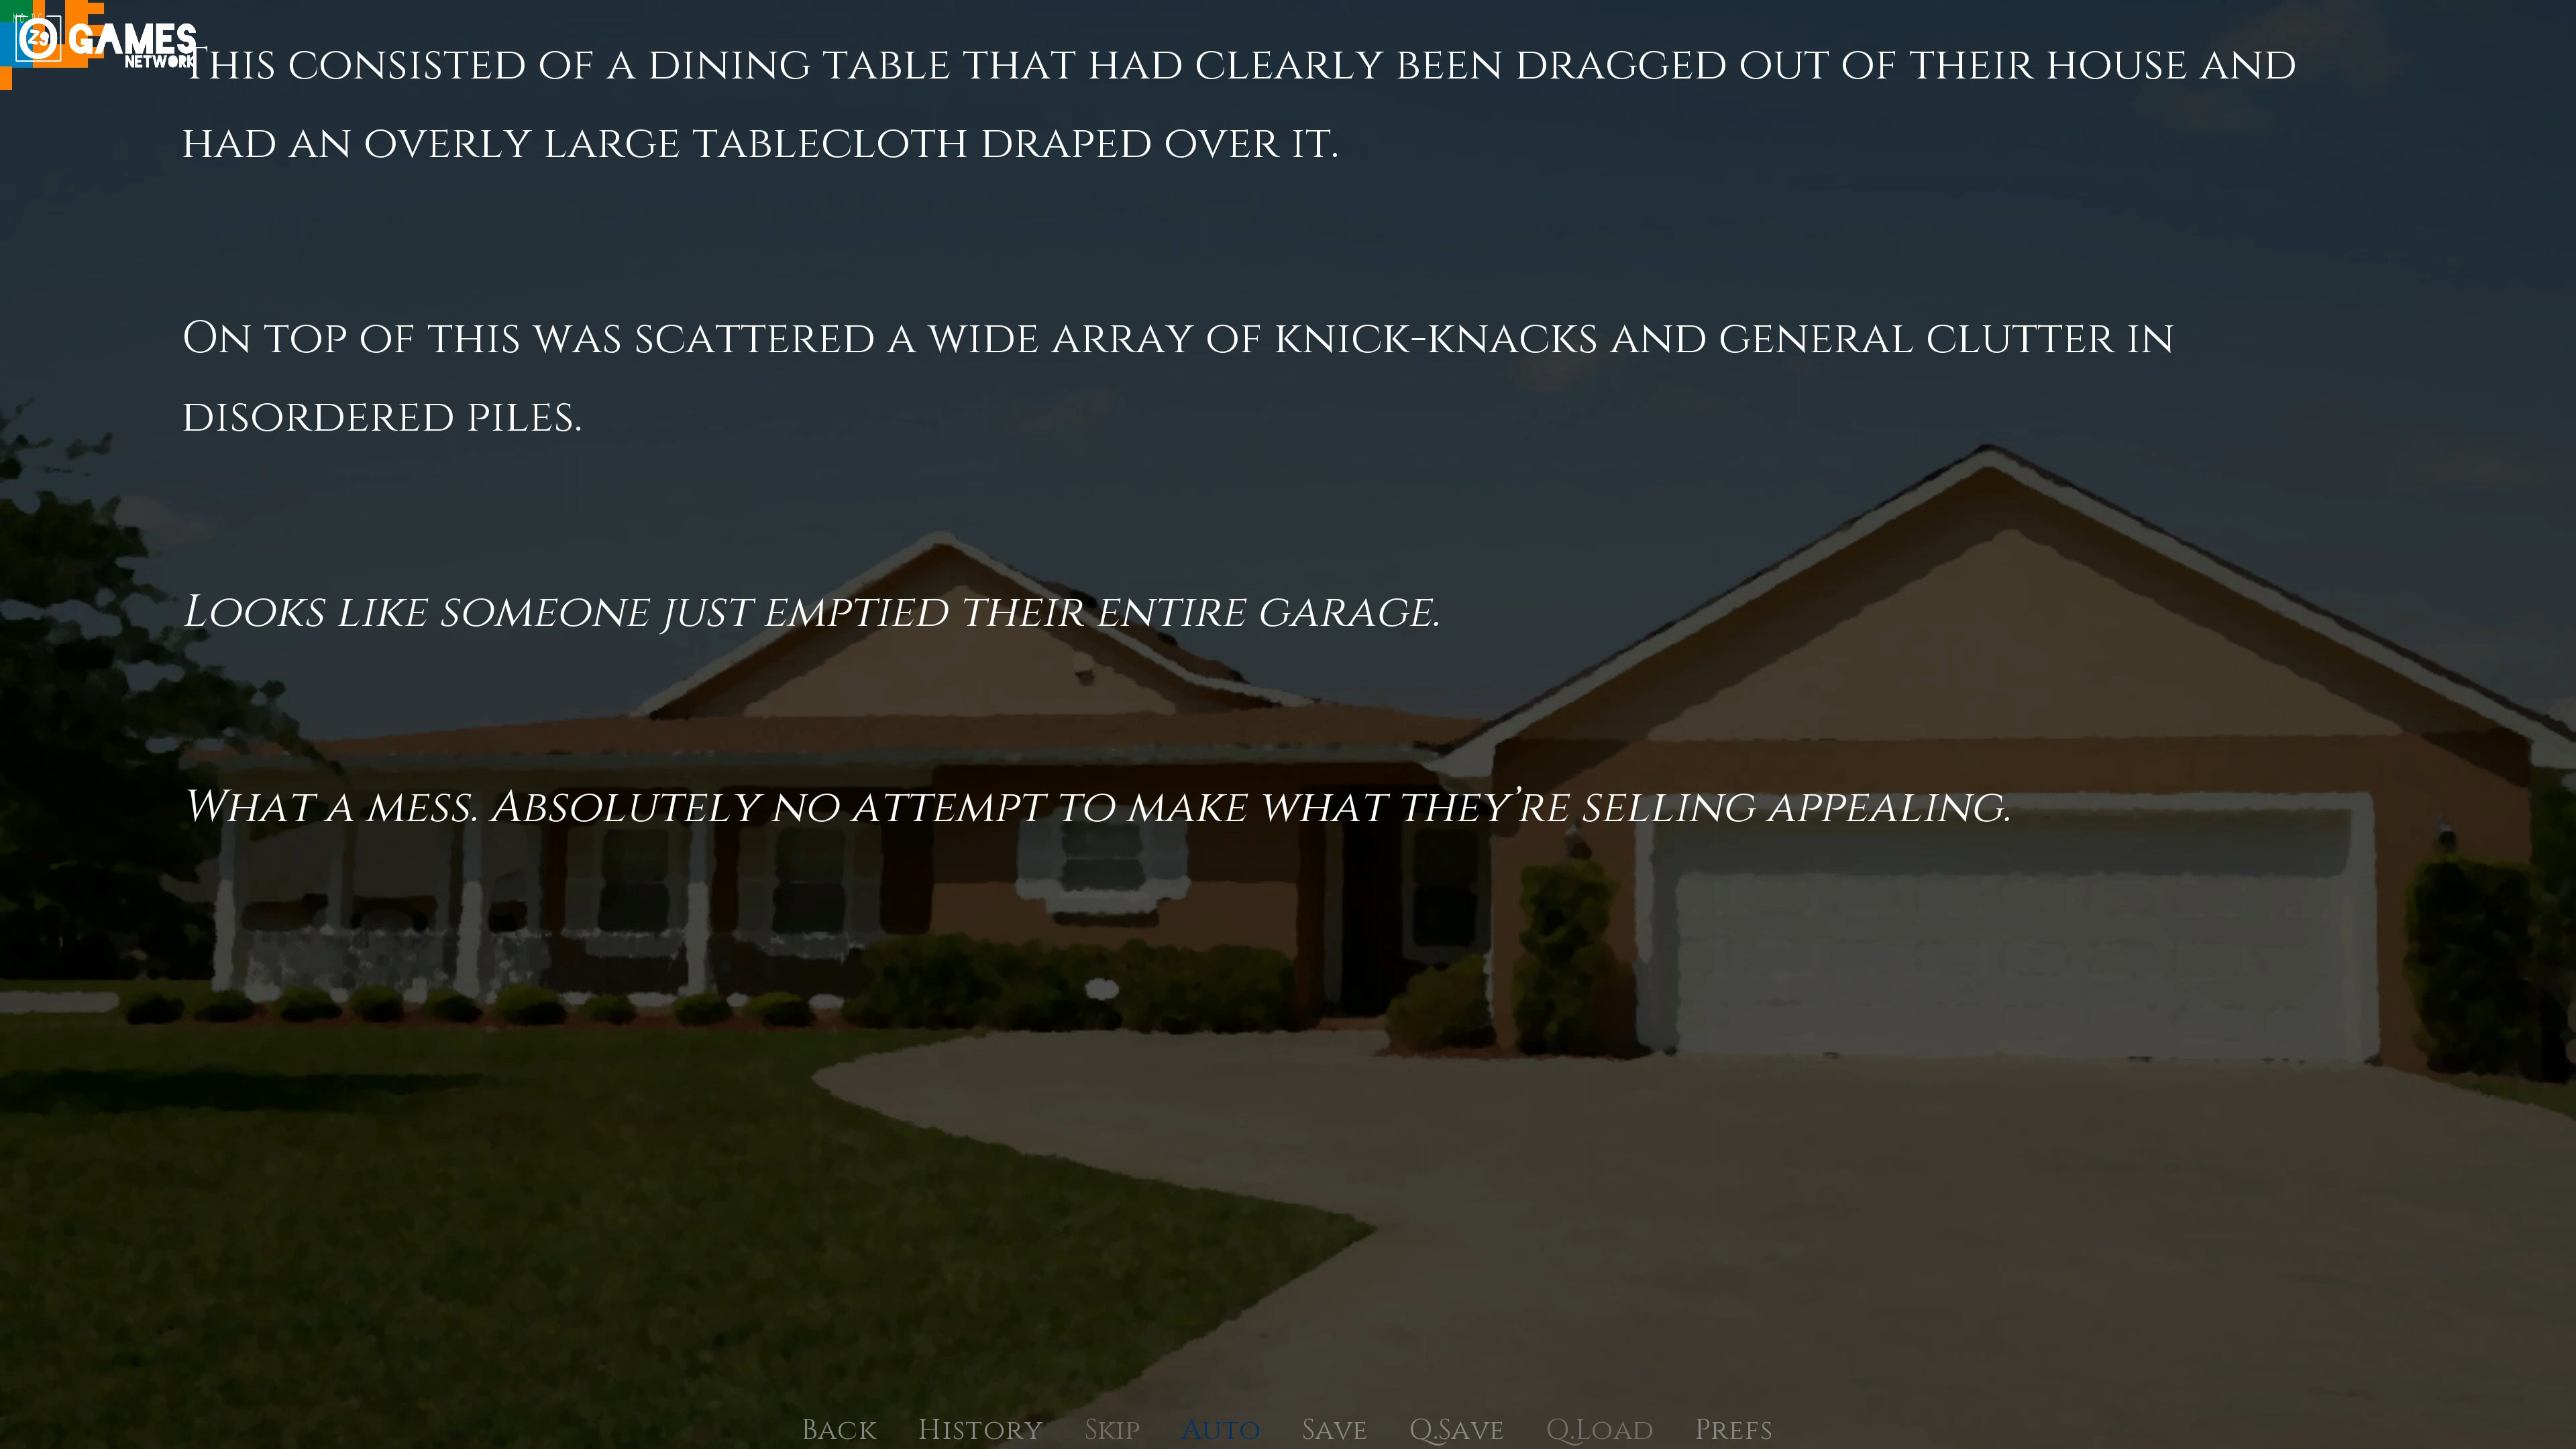 GAMES
NETWORK
This consisted of a dining table that had clearly been dragged out of their house and
had an overly large tablecloth draped over it.
On top of this was scattered a wide array of knick-knacks and general clutter in
disordered piles.
Looks like someone just emptied their entire garage.
What a mess. Absolutely no attempt to make what they’re selling appealing.
Back History Skip Auto Save Q.Save Q.Load Prefs